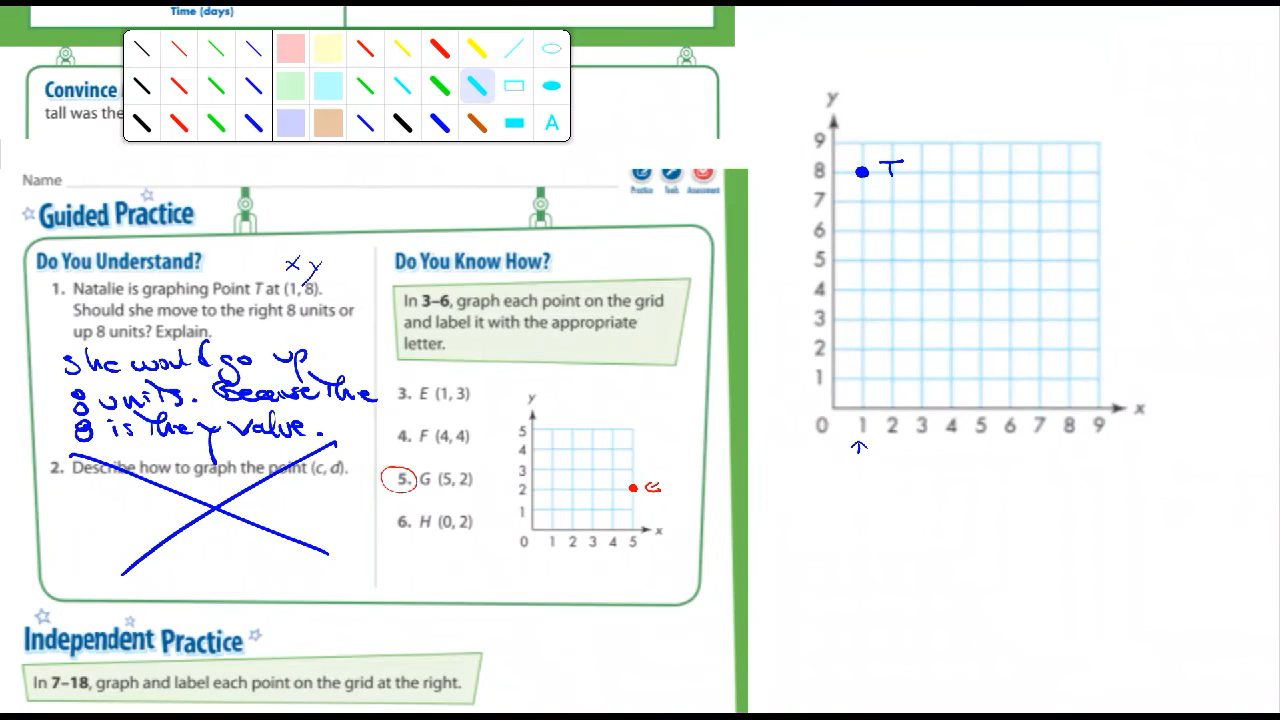 Time (days)
Convince
tall was the
A
Name
Practice Tools Assessment
Guided Practice
Do You Understand?
x y
1. Natalie is graphing Point T at (1, 8).
Should she move to the right 8 units or
up 8 units? Explain.
she would go up
8 units. Because the
8 is the y value.
2. Describe how to graph the point (c, d).
Do You Know How?
In 3–6, graph each point on the grid
and label it with the appropriate
letter.
3. E (1, 3)
4. F (4, 4)
5. G (5, 2)
6. H (0, 2)
y
5
4
3
2
1
0 1 2 3 4 5
x
G
Independent Practice
In 7–18, graph and label each point on the grid at the right.
y
9
8
7
6
5
4
3
2
1
0 1 2 3 4 5 6 7 8 9
x
T